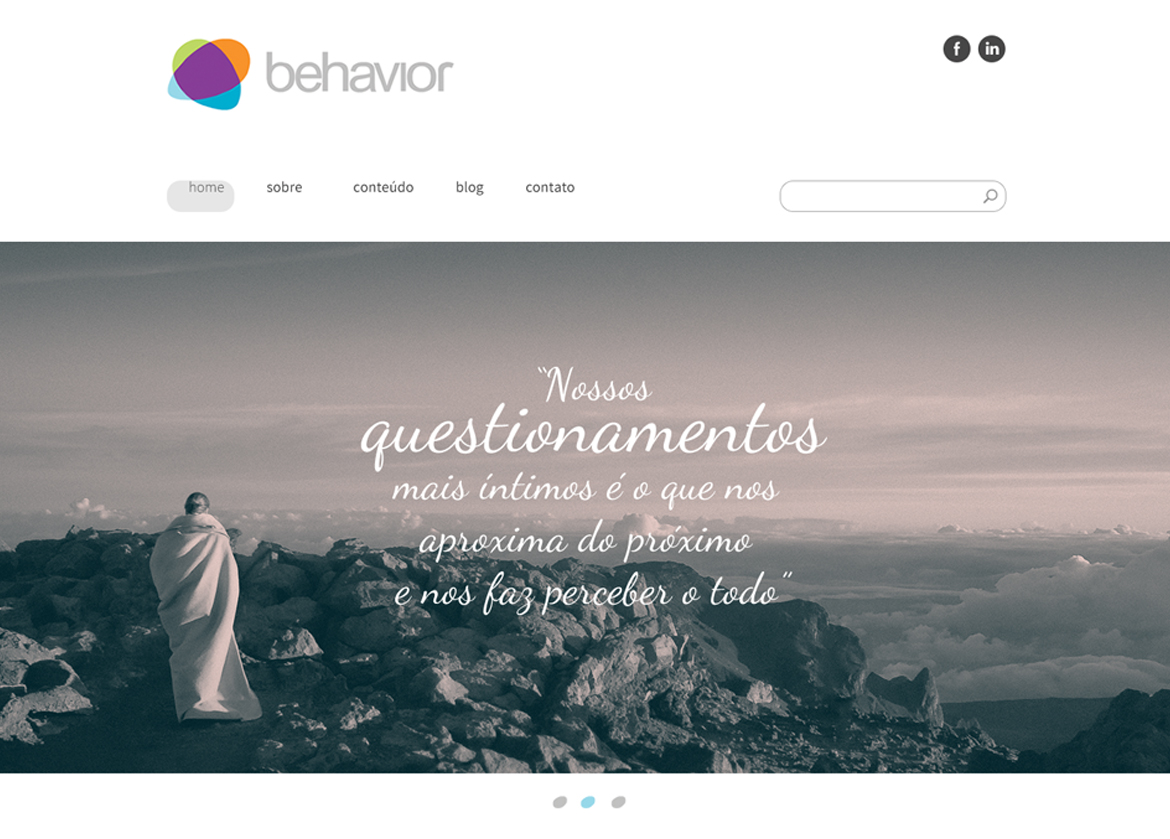 behavior
f in
home sobre conteúdo blog contato
“Nossos
questionamentos
mais íntimos é o que nos
aproxima do próximo
e nos faz perceber o todo”